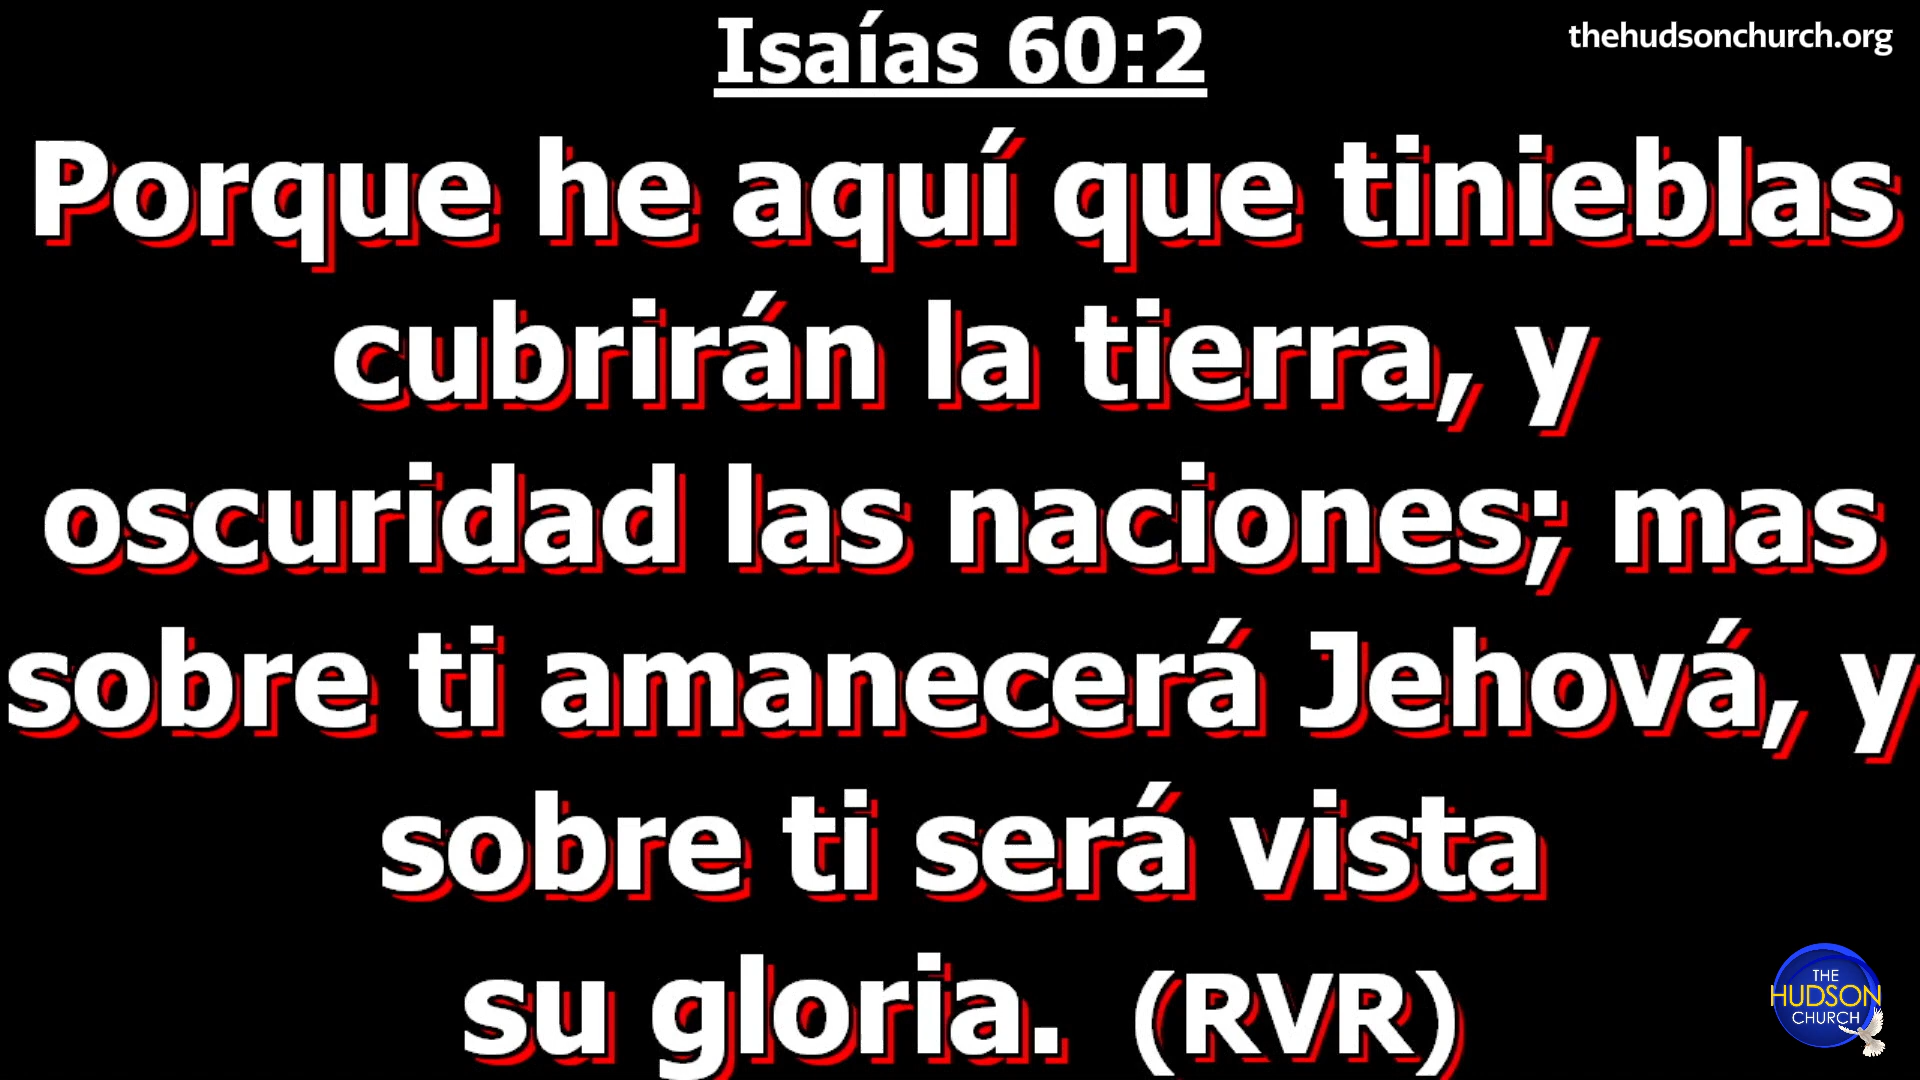 Isaías 60:2
thehudsonchurch.org
Porque he aquí que tinieblas
cubrirán la tierra, y
oscuridad las naciones; mas
sobre ti amanecerá Jehová, y
sobre ti será vista
su gloria. (RVR)
THE
HUDSON
CHURCH